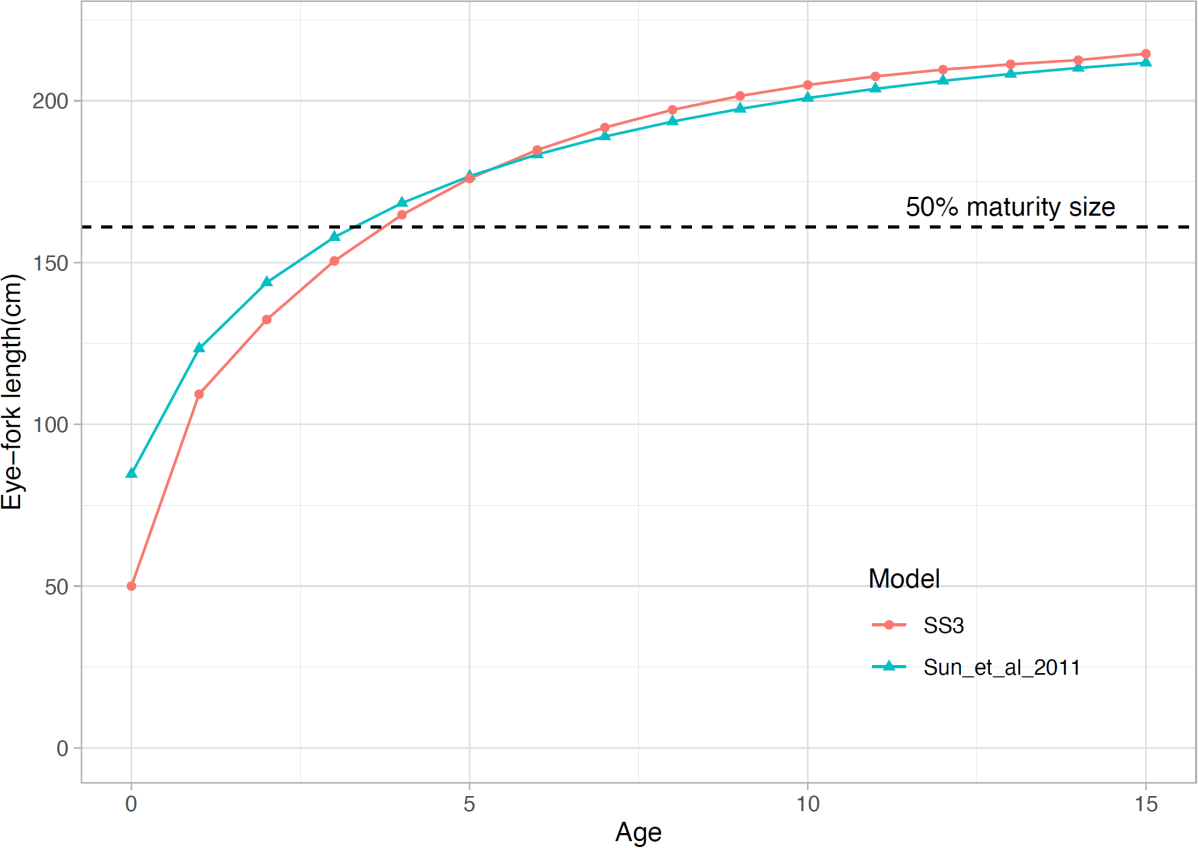 200
150
100
50
0
0 5 10 15
Age
Eye−fork length(cm)
50% maturity size
Model
SS3
Sun_et_al_2011